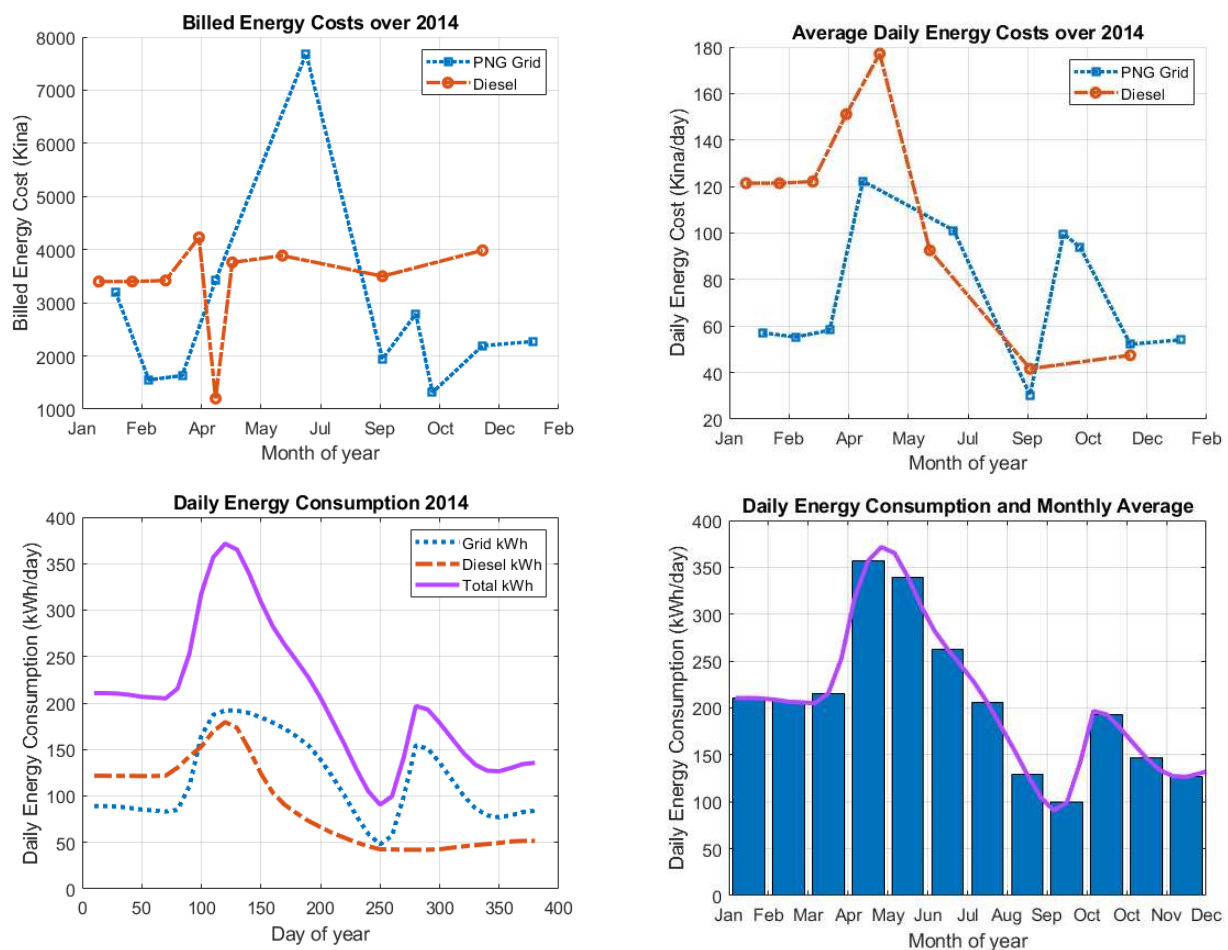 Billed Energy Costs over 2014
8000
7000
6000
5000
4000
3000
2000
1000
Billed Energy Cost (Kina)
PNG Grid
Diesel
Jan Feb Apr May Jul Sep Oct Dec Feb
Month of year
Average Daily Energy Costs over 2014
180
160
140
120
100
80
60
40
20
Daily Energy Cost (Kina/day)
PNG Grid
Diesel
Jan Feb Apr May Jul Sep Oct Dec Feb
Month of year
Daily Energy Consumption 2014
400
350
300
250
200
150
100
50
0
Daily Energy Consumption (kWh/day)
Grid kWh
Diesel kWh
Total kWh
0 50 100 150 200 250 300 350 400
Day of year
Daily Energy Consumption and Monthly Average
400
350
300
250
200
150
100
50
0
Daily Energy Consumption (kWh/day)
Jan Feb Mar Apr May Jun Jul Aug Sep Oct Oct Nov Dec
Month of year